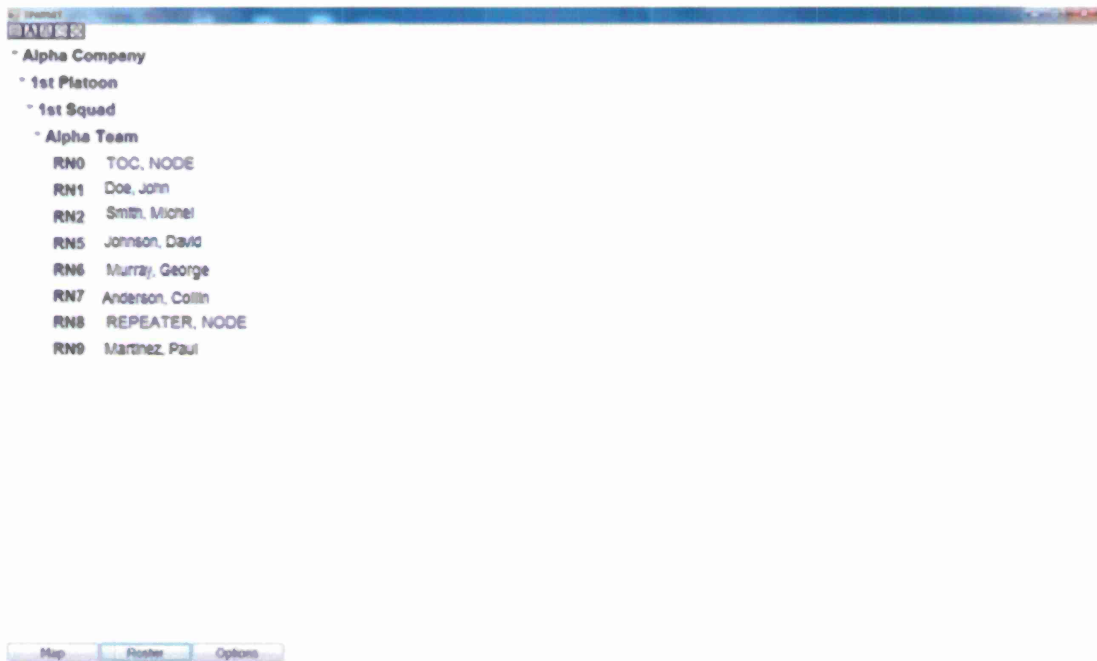 Alpha Company
1st Platoon
1st Squad
Alpha Team
RN0 TOC, NODE
RN1 Doe, John
RN2 Smith, Michel
RN5 Johnson, David
RN6 Murray, George
RN7 Anderson, Collin
RN8 REPEATER, NODE
RN9 Martinez, Paul
Map Roster Options